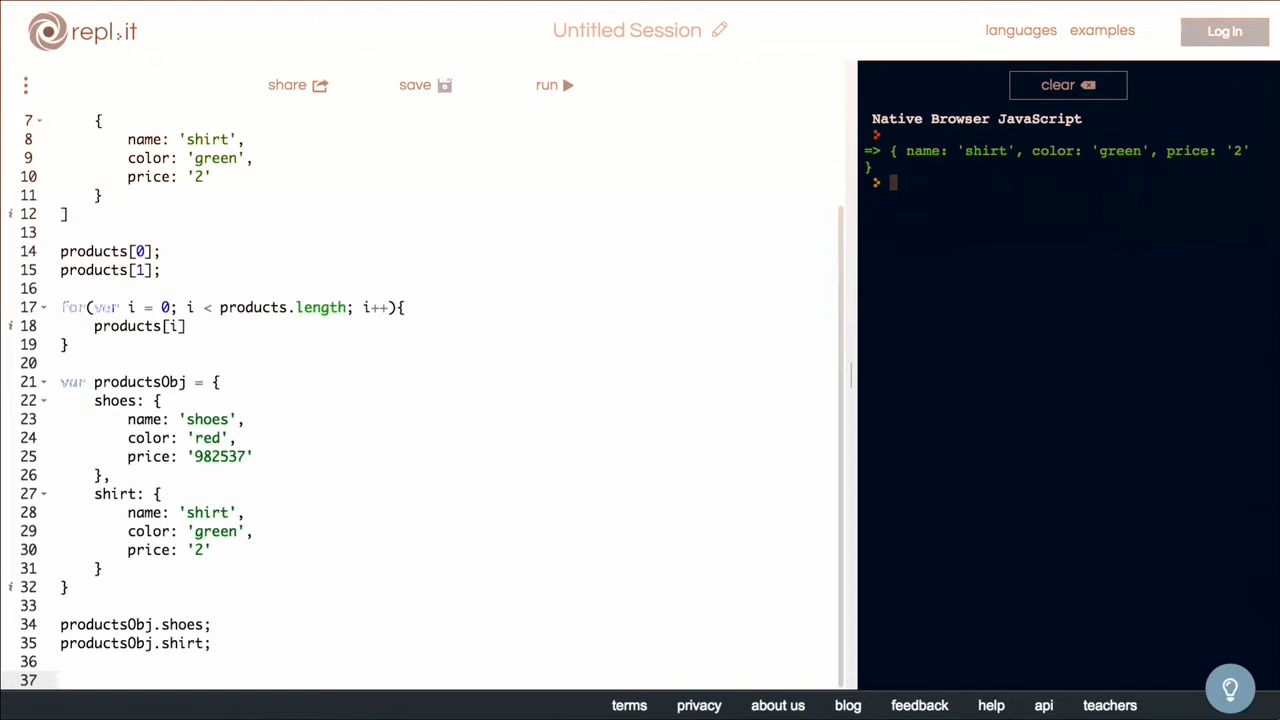 repl.it
Untitled Session
languages examples Log in
share save run
clear
7 {
8 name: 'shirt',
9 color: 'green',
10 price: '2'
11 }
i 12 ]
13
14 products[0];
15 products[1];
16
17 for(var i = 0; i < products.length; i++){
i 18 products[i]
19 }
20
21 var productsObj = {
22 shoes: {
23 name: 'shoes',
24 color: 'red',
25 price: '982537'
26 },
27 shirt: {
28 name: 'shirt',
29 color: 'green',
30 price: '2'
31 }
i 32 }
33
34 productsObj.shoes;
35 productsObj.shirt;
36
37
Native Browser JavaScript
>
=> { name: 'shirt', color: 'green', price: '2'
}
>
terms privacy about us blog feedback help api teachers